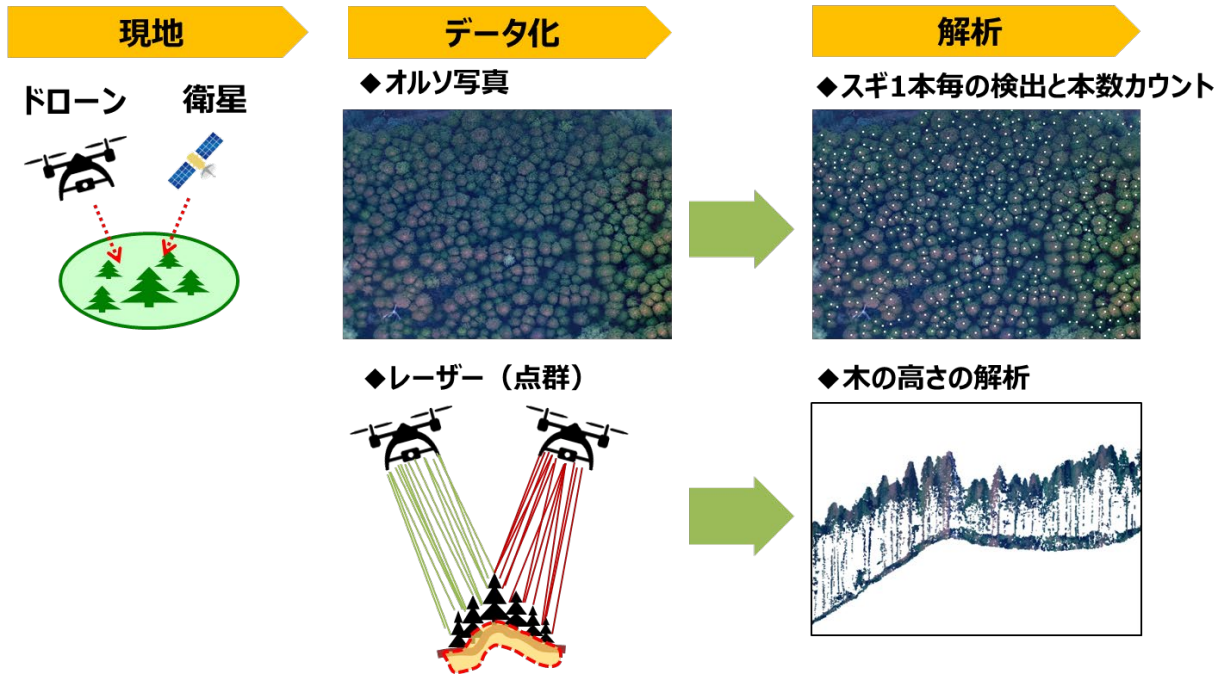 現地
データ化
解析
ドローン
衛星
◆オルソ写真
◆スギ1本毎の検出と本数カウント
◆レーザー（点群）
◆木の高さの解析